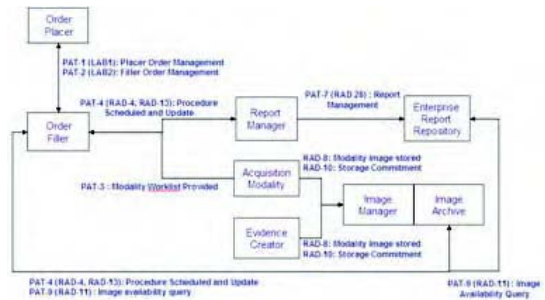 Order
Placer
PAT-1 (LAB1): Placer Order Management
PAT-2 (LAB2): Filler Order Management
PAT-4 (RAD-4, RAD-13): Procedure
Scheduled and Update
PAT-7 (RAD 28) : Report
Management
Order
Filler
Report
Manager
Enterprise
Report
Repository
RAD-8: Modality Image stored
RAD-10: Storage Commitment
PAT-5 : Modality Worklist Provided
Acquisition
Modality
Image
Manager
Image
Archive
Evidence
Creator
RAD-8: Modality Image stored
RAD-10: Storage Commitment
PAT-4 (RAD-4, RAD-13): Procedure Scheduled and Update
PAT-9 (RAD-11) : Image availability query
PAT-9 (RAD-11) : Image
Availability Query